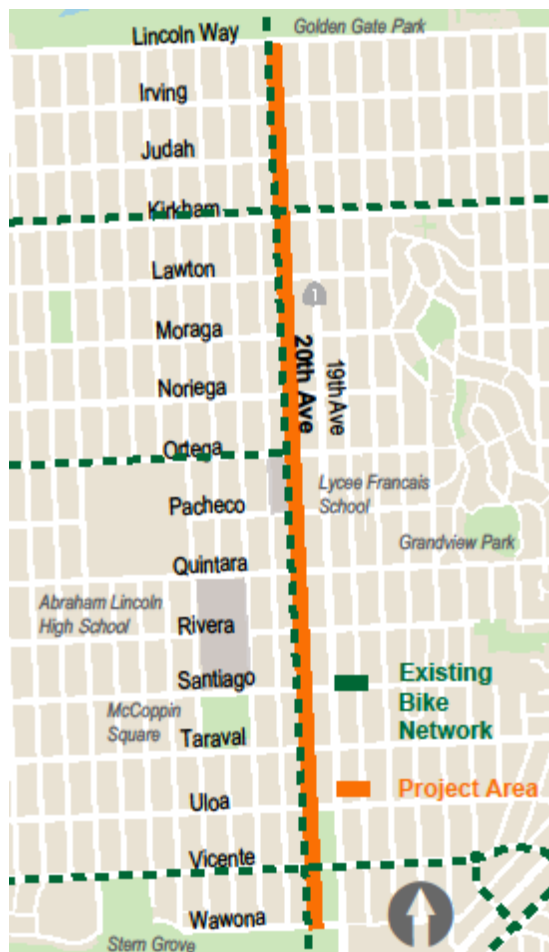 Lincoln Way
Golden Gate Park
Irving
Judah
Kirkham
Lawton
1
Moraga
20th Ave
19th Ave
Noriega
Ortega
Lycee Francais
School
Pacheco
Grandview Park
Quintara
Abraham Lincoln
High School
Rivera
Santiago
Existing
Bike
Network
McCoppin
Square
Taraval
Project Area
Uloa
Vicente
Wawona
Stern Grove